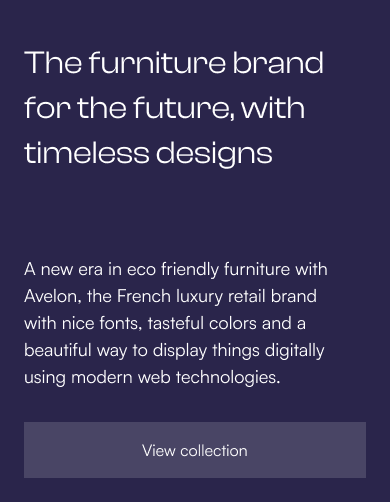 The furniture brand
for the future, with
timeless designs
A new era in eco friendly furniture with
Avelon, the French luxury retail brand
with nice fonts, tasteful colors and a
beautiful way to display things digitally
using modern web technologies.
View collection